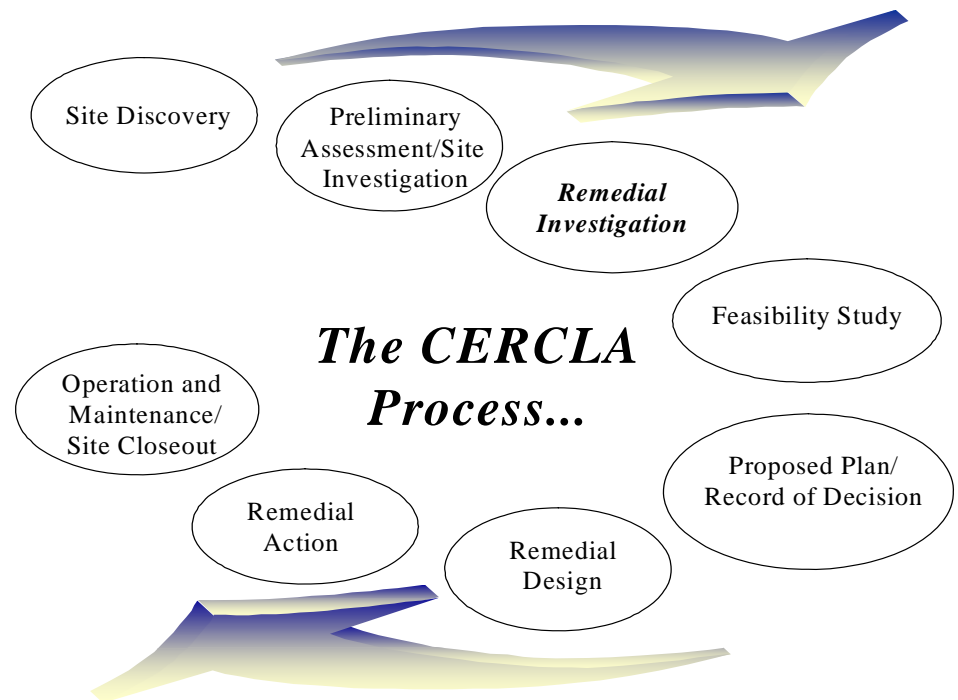 Site Discovery
Preliminary
Assessment/Site
Investigation
Remedial
Investigation
Feasibility Study
The CERCLA
Process...
Proposed Plan/
Record of Decision
Remedial
Design
Remedial
Action
Operation and
Maintenance/
Site Closeout